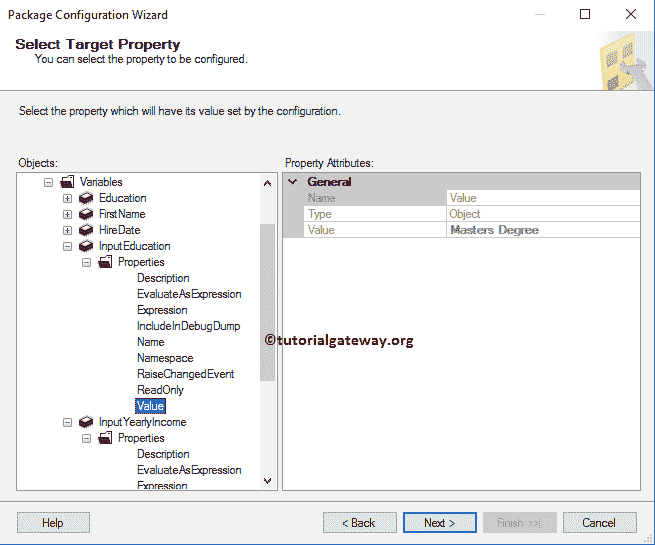 Package Configuration Wizard
Select Target Property
You can select the property to be configured.
Select the property which will have its value set by the configuration.
Objects:
Variables
Education
FirstName
HireDate
InputEducation
Properties
Description
EvaluateAsExpression
Expression
IncludeInDebugDump
Name
Namespace
RaiseChangedEvent
ReadOnly
Value
InputYearlyIncome
Properties
Description
EvaluateAsExpression
Expression
Property Attributes:
General
Name Value
Type Object
Value Masters Degree
©tutorialgateway.org
Help
< Back
Next >
Finish >>|
Cancel